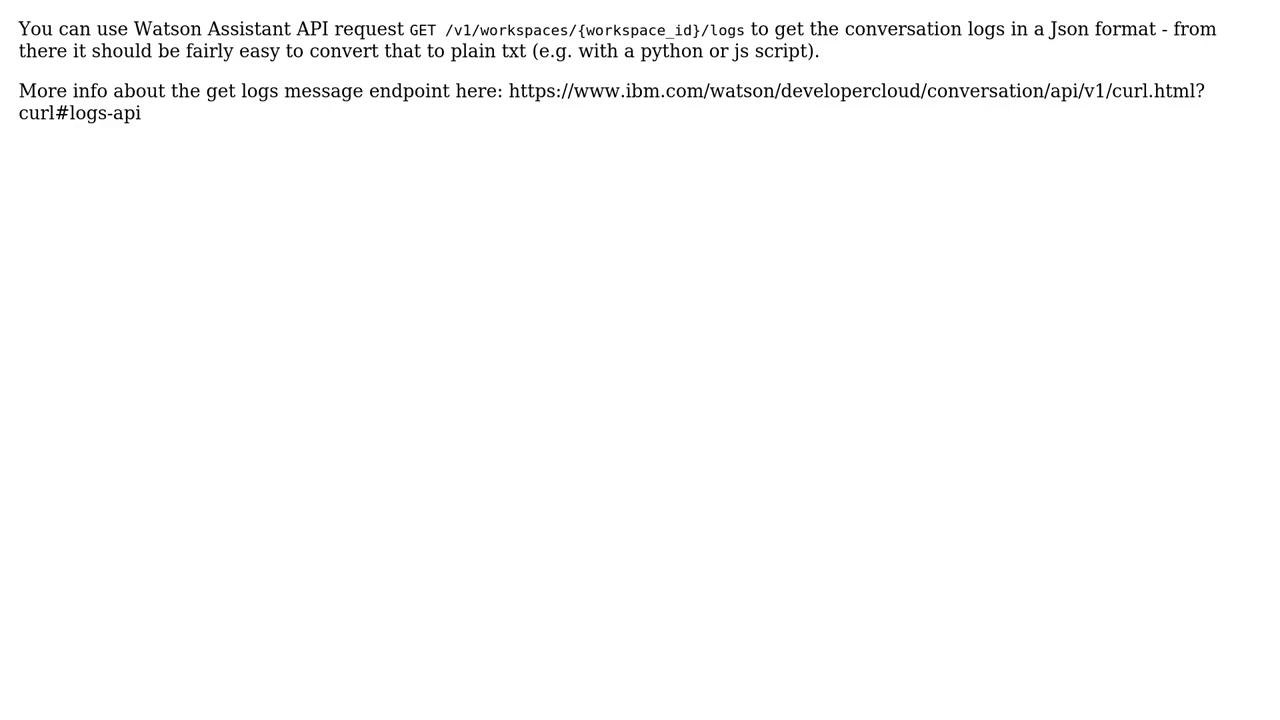 You can use Watson Assistant API request GET /v1/workspaces/{workspace_id}/logs to get the conversation logs in a Json format - from
there it should be fairly easy to convert that to plain txt (e.g. with a python or js script).
More info about the get logs message endpoint here: https://www.ibm.com/watson/developercloud/conversation/api/v1/curl.html?
curl#logs-api